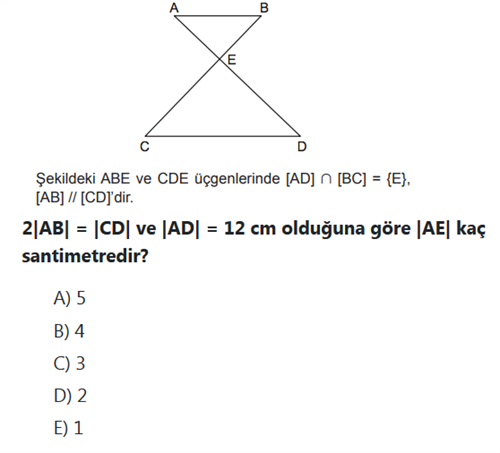 A B
E
C D
Şekildeki ABE ve CDE üçgenlerinde [AD] ∩ [BC] = {E},
[AB] // [CD]'dir.
2|AB| = |CD| ve |AD| = 12 cm olduğuna göre |AE| kaç
santimetredir?
A) 5
B) 4
C) 3
D) 2
E) 1